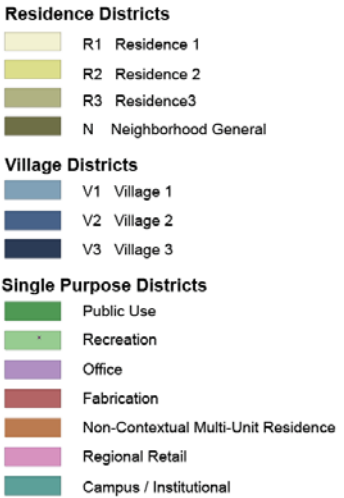 Residence Districts
R1 Residence 1
R2 Residence 2
R3 Residence3
N Neighborhood General
Village Districts
V1 Village 1
V2 Village 2
V3 Village 3
Single Purpose Districts
Public Use
Recreation
Office
Fabrication
Non-Contextual Multi-Unit Residence
Regional Retail
Campus / Institutional